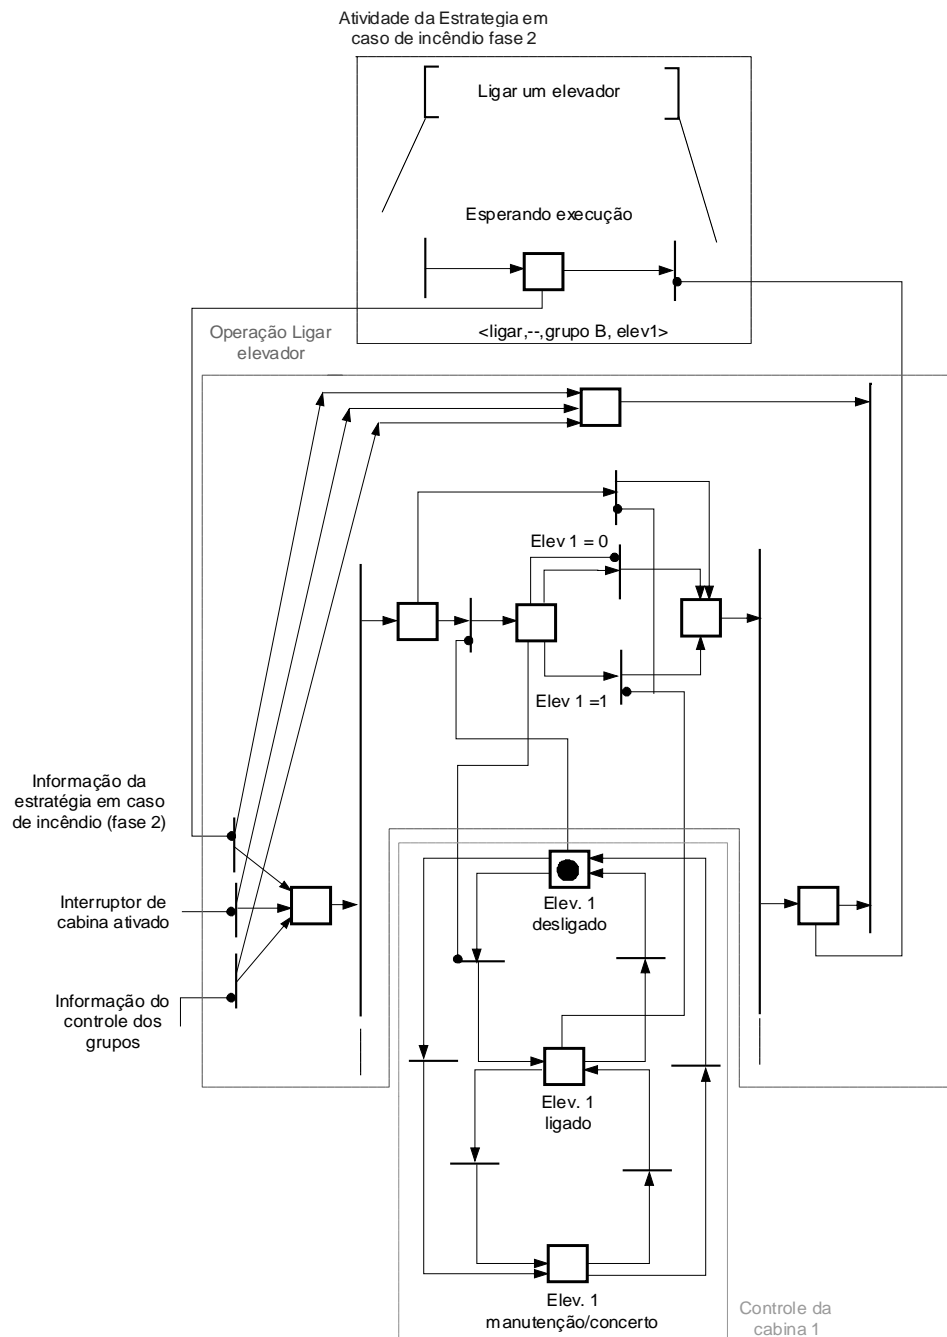 Atividade da Estrategia em
caso de incêndio fase 2
Ligar um elevador
Esperando execução
<ligar,--,grupo B, elev1>
Operação Ligar
elevador
Elev 1 = 0
Elev 1 =1
Informação da
estratégia em caso
de incêndio (fase 2)
Interruptor de
cabina ativado
Informação do
controle dos
grupos
Elev. 1
desligado
Elev. 1
ligado
Elev. 1
manutenção/concerto
Controle da
cabina 1